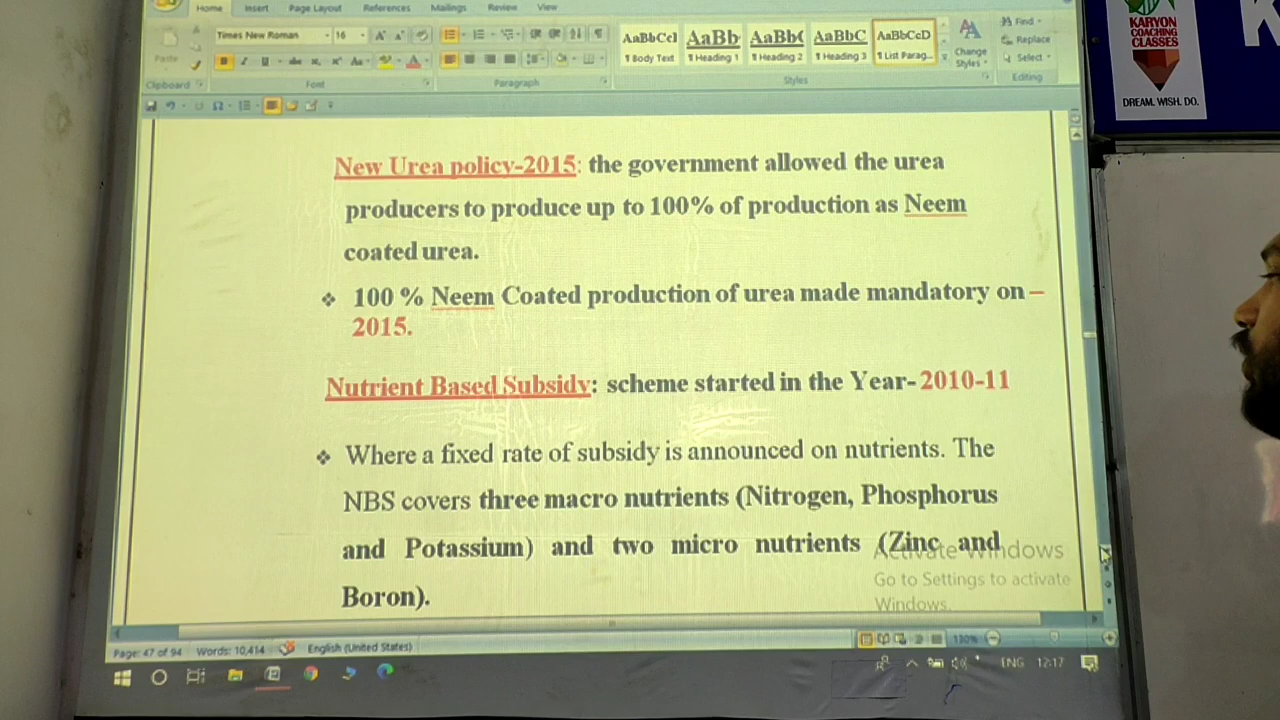 Home Insert Page Layout References Mailings Review View
Times New Roman 16
Paste
AaBbCcI AaBb AaBbC AaBbC AaBbCcD
¶ Body Text ¶ Heading 1 ¶ Heading 2 ¶ Heading 3 ¶ List Parag...
Change Styles
Find
Replace
Select
Clipboard Font Paragraph Styles Editing
KARYON
COACHING
CLASSES
DREAM. WISH. DO.
K
New Urea policy-2015: the government allowed the urea
producers to produce up to 100% of production as Neem
coated urea.
❖ 100 % Neem Coated production of urea made mandatory on –
2015.
Nutrient Based Subsidy: scheme started in the Year- 2010-11
❖ Where a fixed rate of subsidy is announced on nutrients. The
NBS covers three macro nutrients (Nitrogen, Phosphorus
and Potassium) and two micro nutrients (Zinc and
Boron).
Activate Windows
Go to Settings to activate
Windows.
Page: 47 of 94 Words: 10,414 English (United States) 130%
ENG 12:17